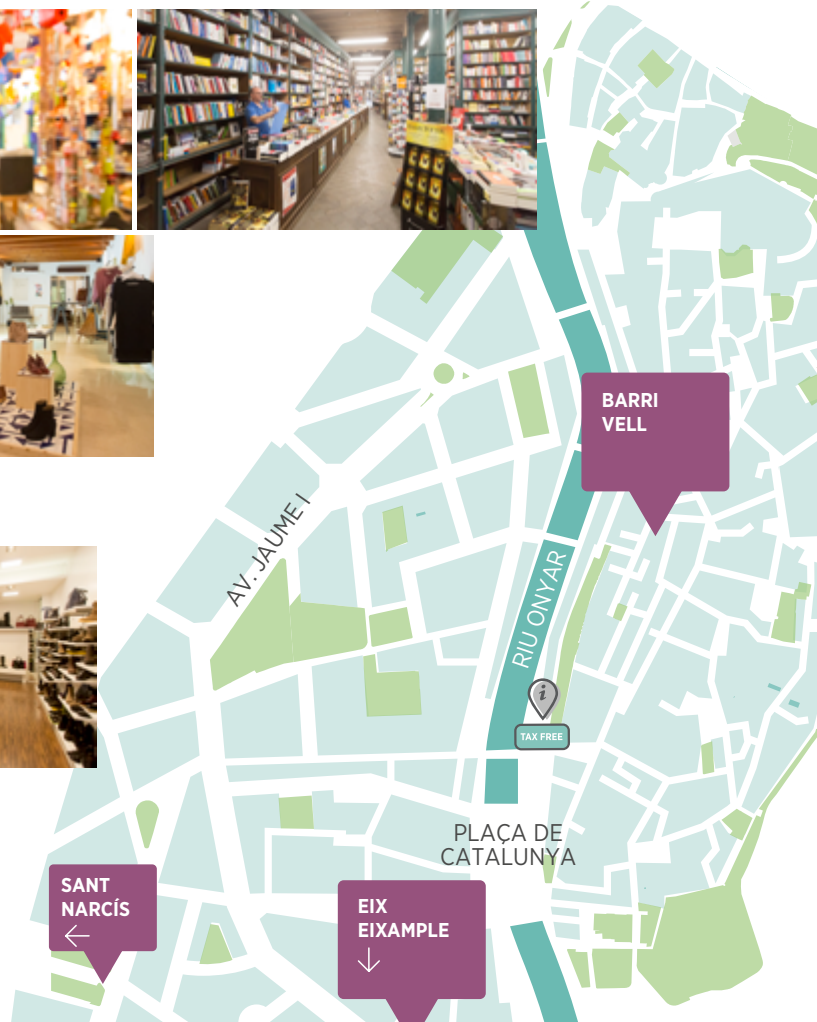 BARRI
VELL
AV. JAUME I
RIU ONYAR
i
TAX FREE
PLAÇA DE
CATALUNYA
SANT
NARCÍS
EIX
EIXAMPLE